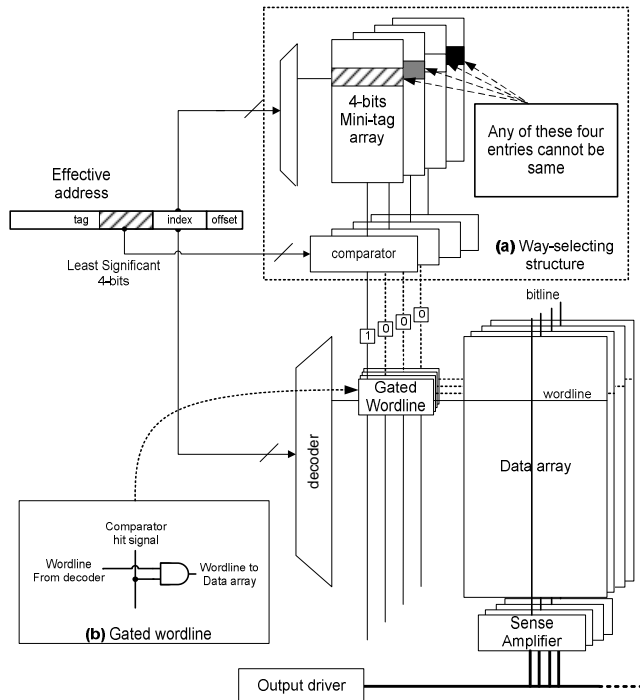 4-bits
Mini-tag
array
Any of these four
entries cannot be
same
Effective
address
tag
index
offset
Least Significant
4-bits
comparator
(a) Way-selecting
structure
1
0
0
0
bitline
Gated
Wordline
wordline
decoder
Data array
Comparator
hit signal
Wordline
From decoder
Wordline to
Data array
(b) Gated wordline
Sense
Amplifier
Output driver